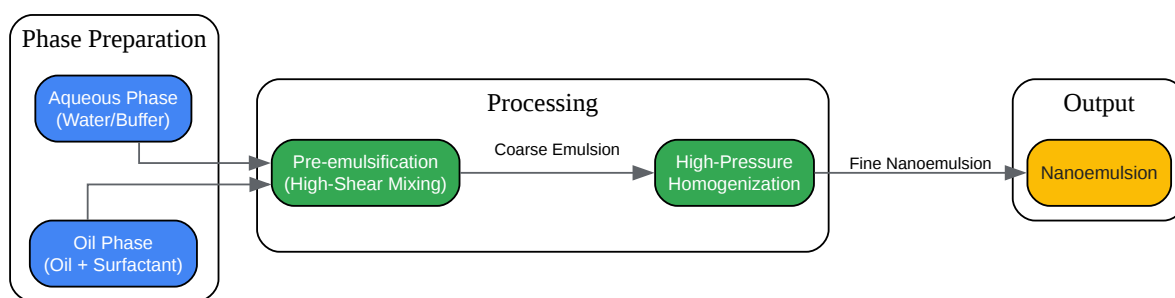 Phase Preparation
Aqueous Phase
(Water/Buffer)
Oil Phase
(Oil + Surfactant)
Processing
Pre-emulsification
(High-Shear Mixing)
Coarse Emulsion
High-Pressure
Homogenization
Fine Nanoemulsion
Output
Nanoemulsion